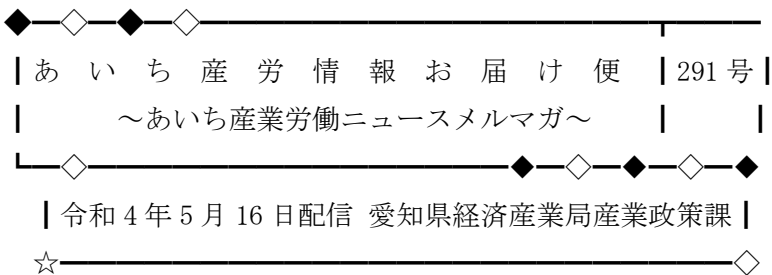 あいち産労情報お届け便 291号
~あいち産業労働ニュースメルマガ~
令和4年5月16日配信 愛知県経済産業局産業政策課